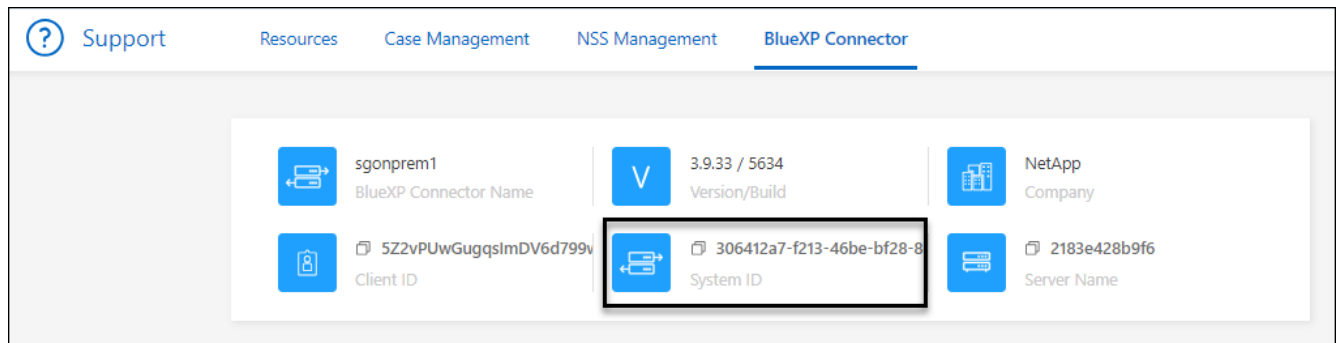 ? Support Resources Case Management NSS Management BlueXP Connector
sgonprem1
BlueXP Connector Name
V
3.9.33 / 5634
Version/Build
NetApp
Company
5Z2vPUwGugqsImDV6d799
Client ID
306412a7-f213-46be-bf28-8
System ID
2183e428b9f6
Server Name